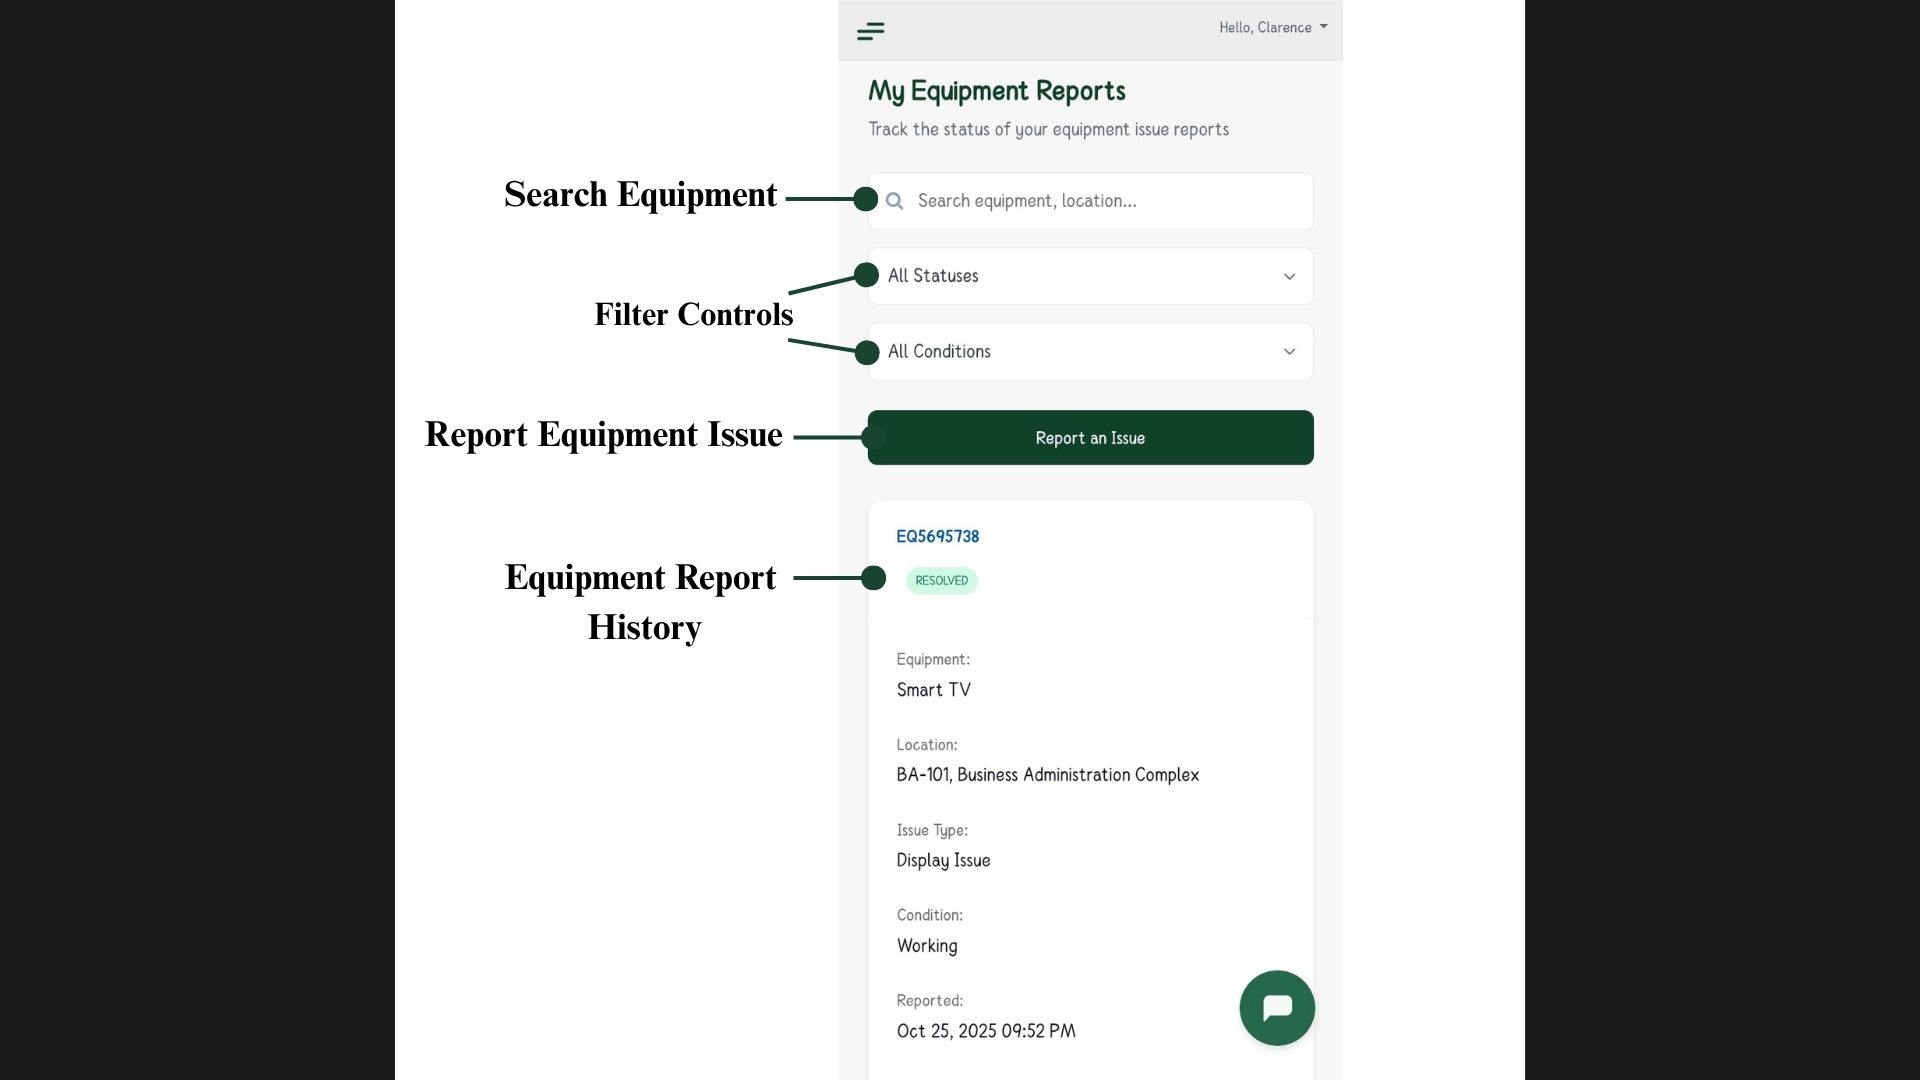 Hello, Clarence
My Equipment Reports
Track the status of your equipment issue reports
Search Equipment
Search equipment, location...
All Statuses
Filter Controls
All Conditions
Report Equipment Issue
Report an Issue
EQ5695738
Equipment Report
History
RESOLVED
Equipment:
Smart TV
Location:
BA-101, Business Administration Complex
Issue Type:
Display Issue
Condition:
Working
Reported:
Oct 25, 2025 09:52 PM